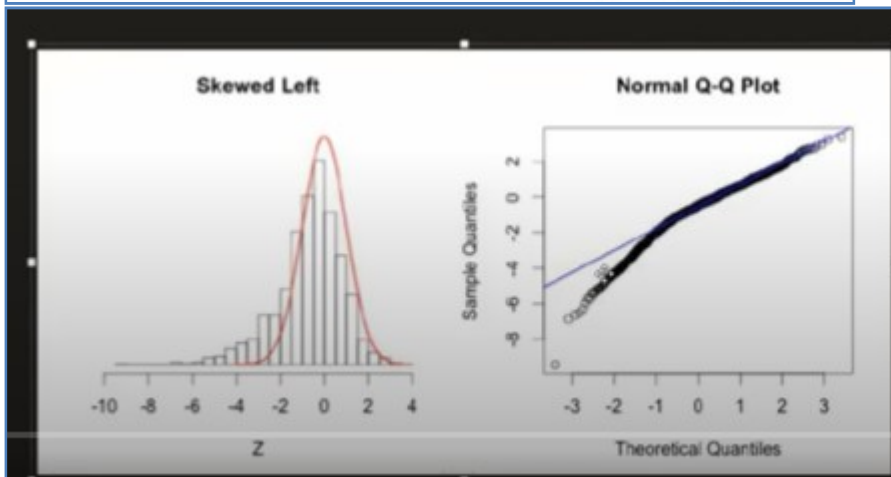 Skewed Left
-10 -8 -6 -4 -2 0 2 4
Z
Normal Q-Q Plot
Sample Quantiles
2
0
-2
-4
-6
-8
-3 -2 -1 0 1 2 3
Theoretical Quantiles